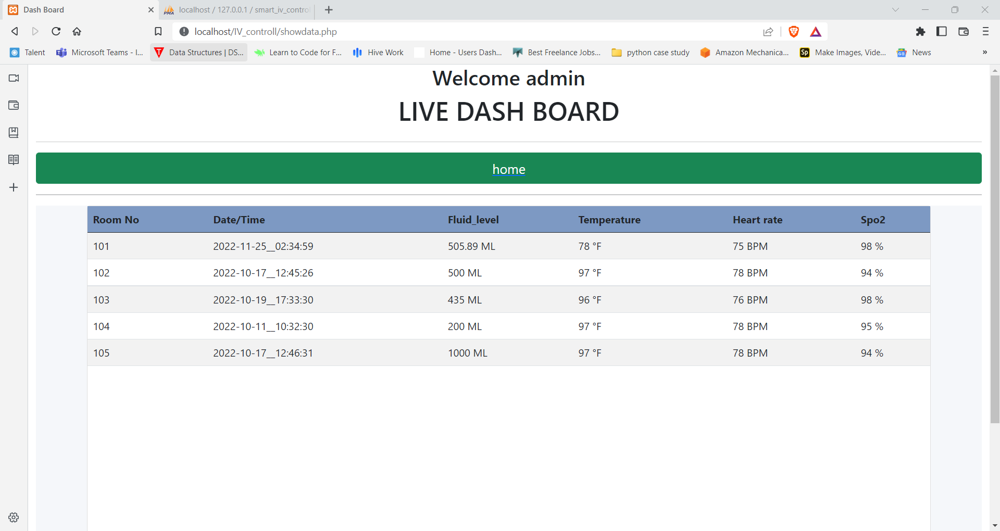 Dash Board
PMA localhost / 127.0.0.1 / smart_iv_contro
localhost/IV_controll/showdata.php
Talent Microsoft Teams - I... Data Structures | DS... Learn to Code for F... Hive Work Home - Users Dash... Best Freelance Jobs... python case study Amazon Mechanica... Sp Make Images, Vide... News »
Welcome admin
LIVE DASH BOARD
home
Room No Date/Time Fluid_level Temperature Heart rate Spo2
101 2022-11-25__02:34:59 505.89 ML 78 °F 75 BPM 98 %
102 2022-10-17__12:45:26 500 ML 97 °F 78 BPM 94 %
103 2022-10-19__17:33:30 435 ML 96 °F 76 BPM 98 %
104 2022-10-11__10:32:30 200 ML 97 °F 78 BPM 95 %
105 2022-10-17__12:46:31 1000 ML 97 °F 78 BPM 94 %